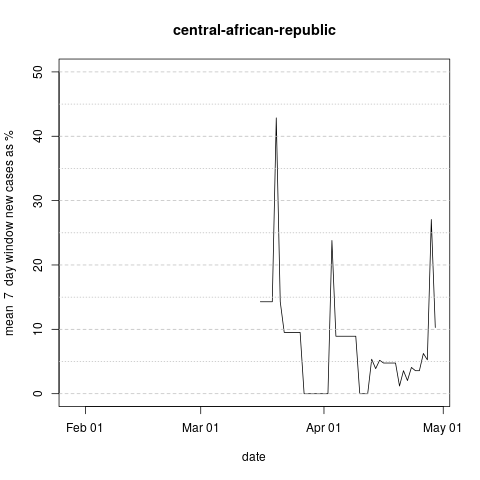 central-african-republic
mean 7 day window new cases as %
50
40
30
20
10
0
Feb 01
Mar 01
Apr 01
May 01
date